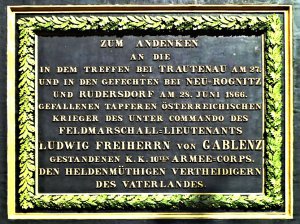 ZUM ANDENKEN
AN DIE
IN DEM TREFFEN BEI TRAUTENAU AM 27.
UND IN DEN GEFECHTEN BEI NEU-ROGNITZ
UND RUDERSDORF AM 28. JUNI 1866.
GEFALLENEN TAPFEREN ÖSTERREICHISCHEN
KRIEGER DES UNTER COMMANDO DES
FELDMARSCHALL-LIEUTENANTS
LUDWIG FREIHERRN VON GABLENZ
GESTANDENEN K.K. 10TEN ARMEE-CORPS.
DEN HELDENMÜTHIGEN VERTHEIDIGERN
DES VATERLANDES.